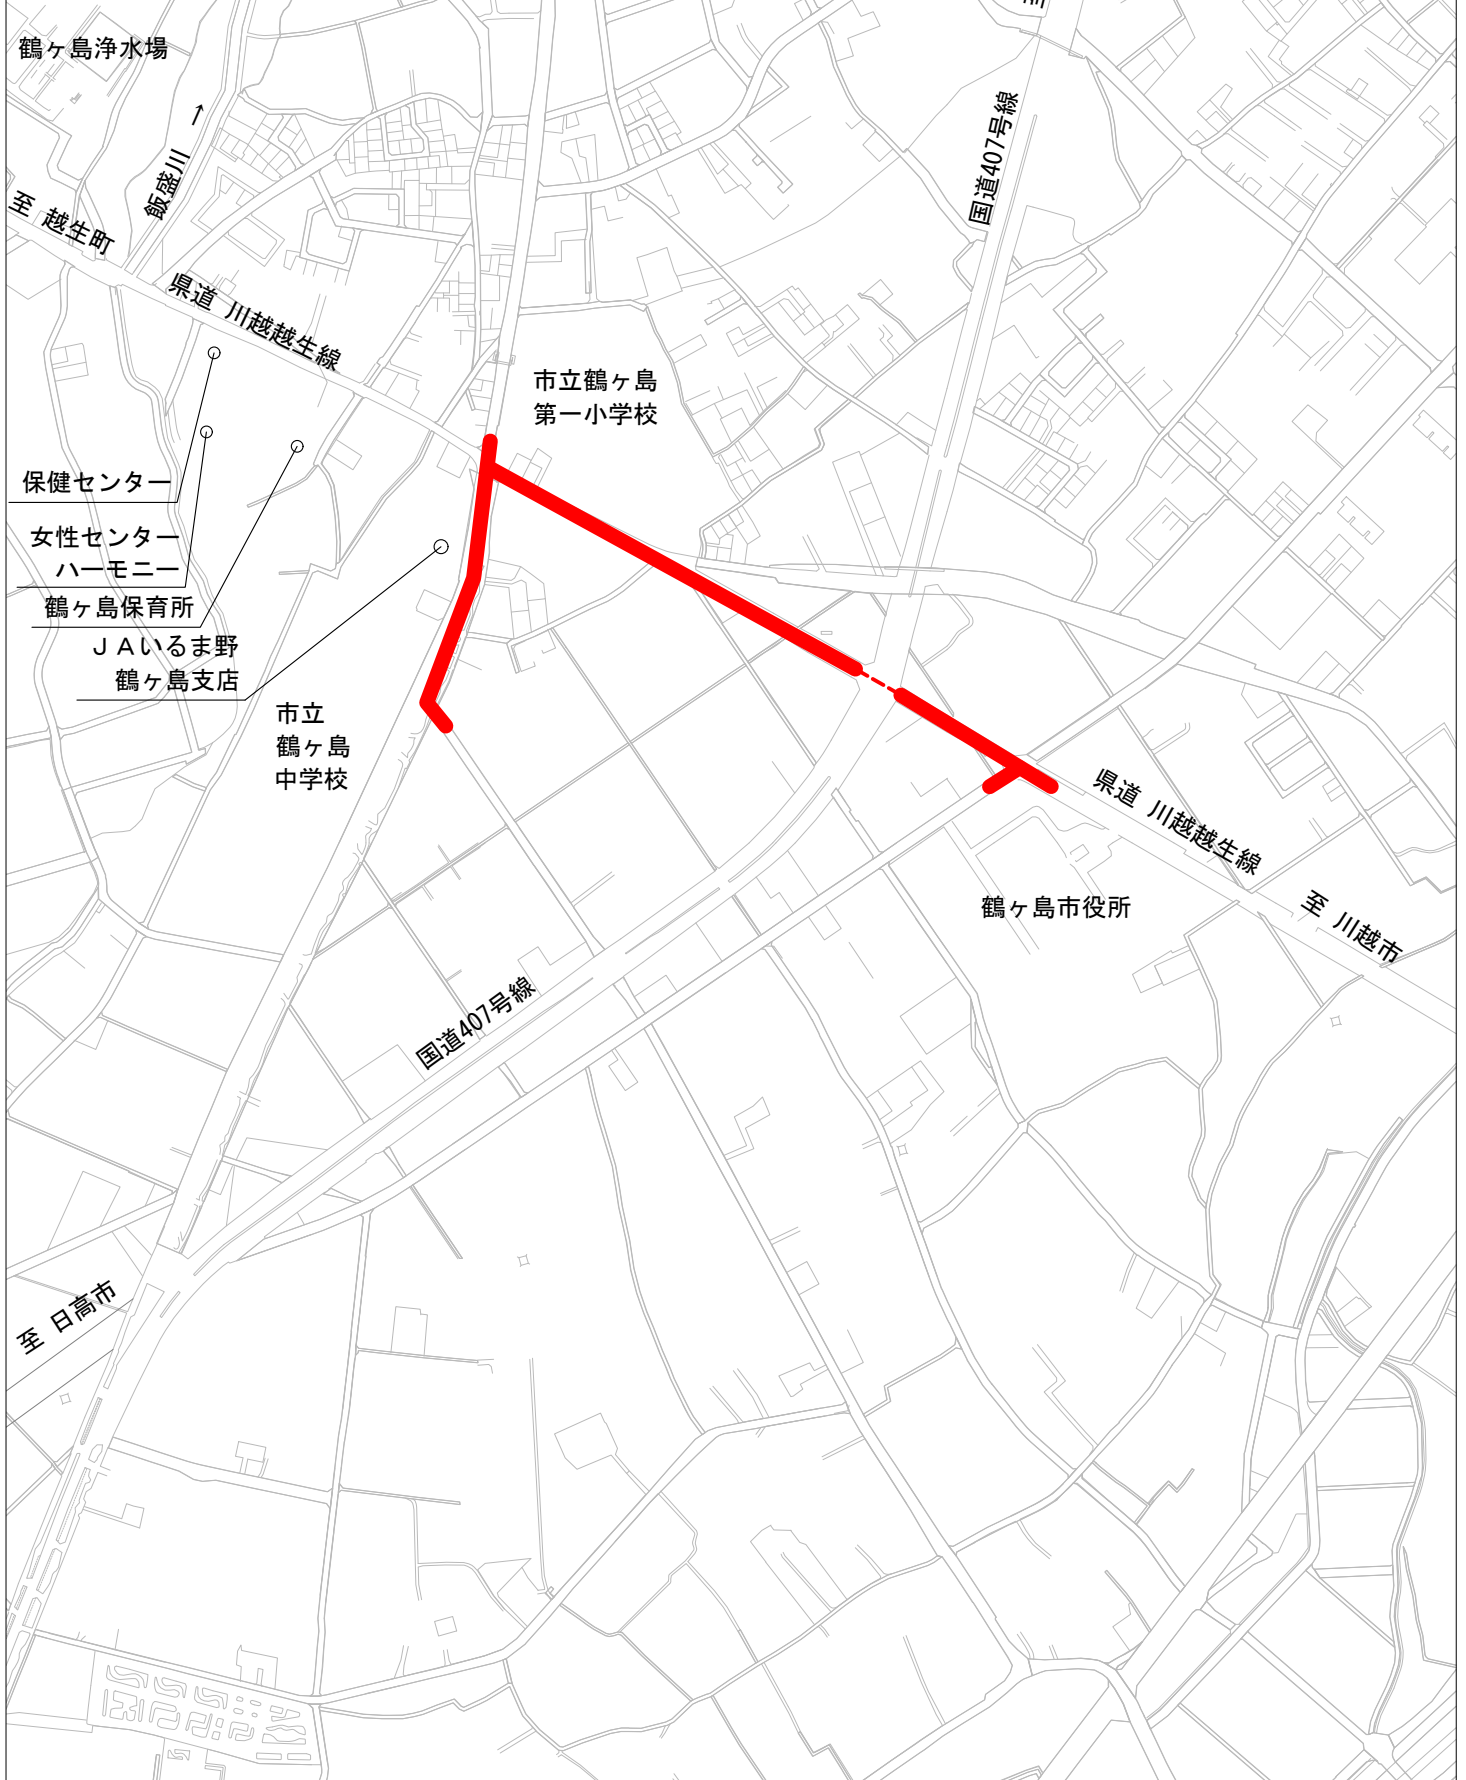 鶴ヶ島浄水場
飯盛川 →
至 越生町
県道 川越越生線
国道407号線
市立鶴ヶ島
第一小学校
保健センター
女性センター
ハーモニー
鶴ヶ島保育所
ＪＡいるま野
鶴ヶ島支店
市立
鶴ヶ島
中学校
県道 川越越生線
鶴ヶ島市役所
至 川越市
国道407号線
至 日高市